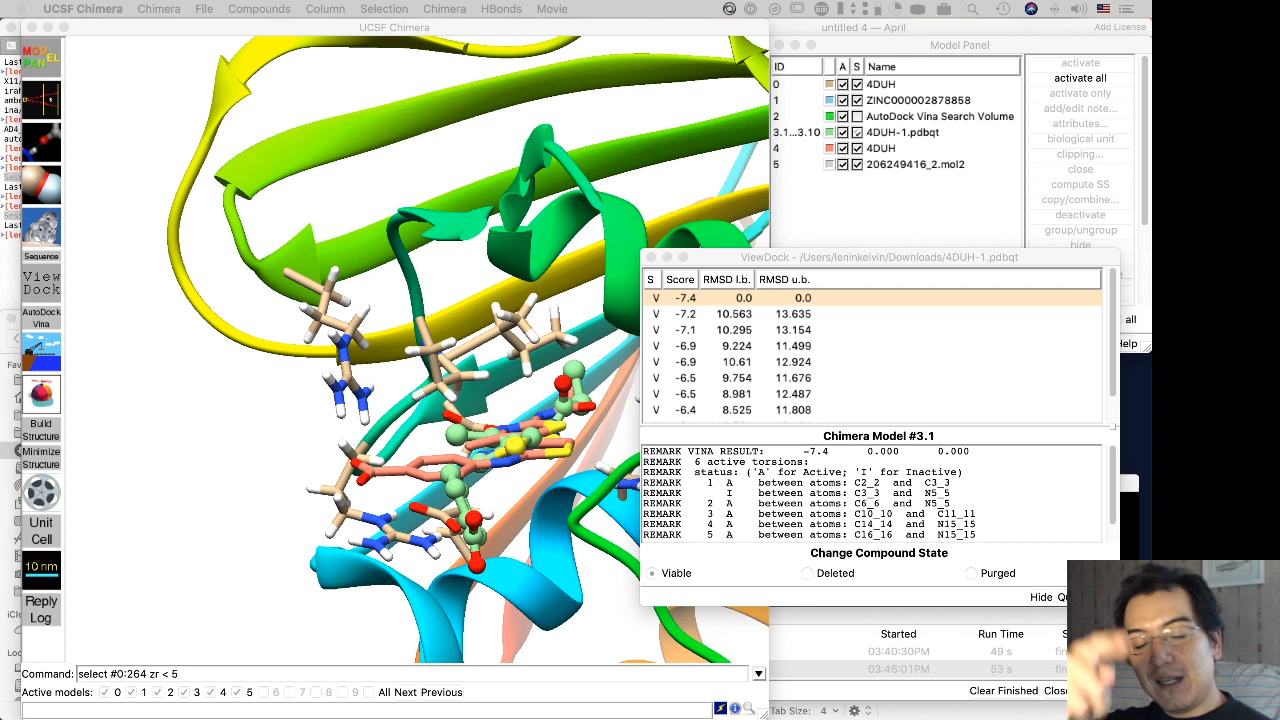 UCSF Chimera Chimera File Compounds Column Selection Chimera HBonds Movie
UCSF Chimera
untitled 4 — April
Add License
Model Panel
ID A S Name
0 4DUH
1 ZINC000002878858
2 AutoDock Vina Search Volume
3.1...3.10 4DUH-1.pdbqt
4 4DUH
5 206249416_2.mol2
activate
activate all
activate only
add/edit note...
attributes...
biological unit
clipping...
close
compute SS
copy/combine...
deactivate
group/ungroup
hide
all
MODEL
PANEL
Sequence
View
Dock
AutoDock
Vina
Build
Structure
Minimize
Structure
Unit
Cell
10 nm
Reply
Log
ViewDock - /Users/leninkelvin/Downloads/4DUH-1.pdbqt
S Score RMSD l.b. RMSD u.b.
V -7.4 0.0 0.0
V -7.2 10.563 13.635
V -7.1 10.295 13.154
V -6.9 9.224 11.499
V -6.9 10.61 12.924
V -6.5 9.754 11.676
V -6.5 8.981 12.487
V -6.4 8.525 11.808
Chimera Model #3.1
REMARK VINA RESULT: -7.4 0.000 0.000
REMARK 6 active torsions:
REMARK status: ('A' for Active; 'I' for Inactive)
REMARK 1 A between atoms: C2_2 and C3_3
REMARK I between atoms: C3_3 and N5_5
REMARK 2 A between atoms: C6_6 and N5_5
REMARK 3 A between atoms: C10_10 and C11_11
REMARK 4 A between atoms: C14_14 and N15_15
REMARK 5 A between atoms: C16_16 and N15_15
Change Compound State
Viable Deleted Purged
Hide
Started Run Time
03:40:30PM 49 s
03:46:01PM 53 s
Clear Finished
Tab Size: 4
Command: select #0:264 zr < 5
Active models: 0 1 2 3 4 5 6 7 8 9 All Next Previous